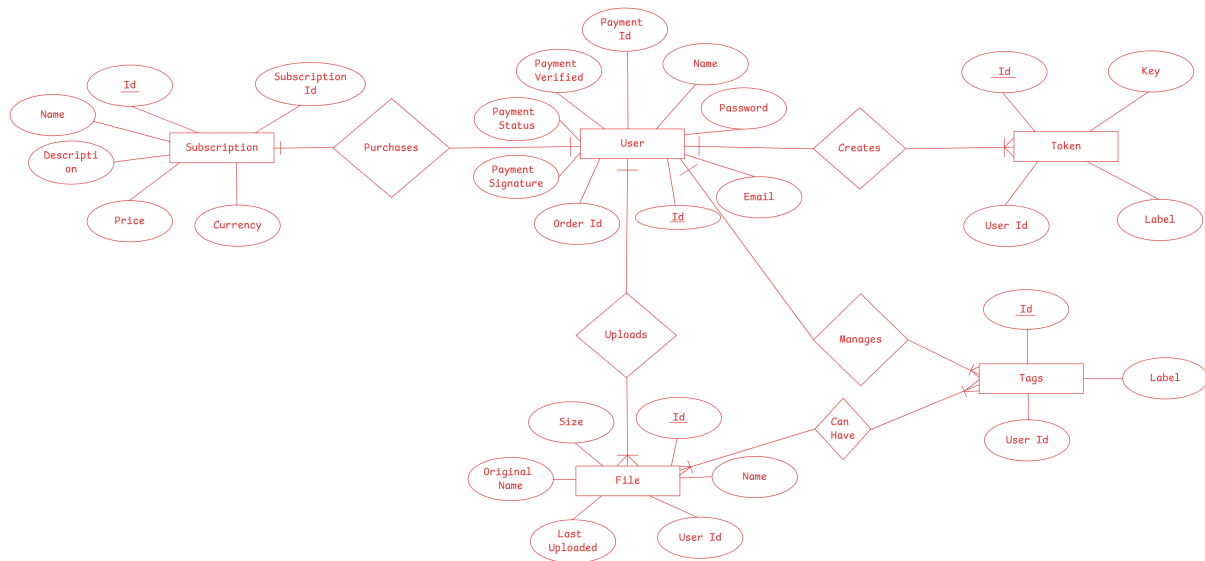 Payment
Id
Payment
Verified
Name
Id
Subscription
Id
Id
Key
Name
Payment
Status
Password
Subscription
Purchases
User
Creates
Token
Descripti
on
Payment
Signature
Email
Price
Currency
Order Id
Id
User Id
Label
Id
Uploads
Manages
Tags
Label
Size
Id
Can
Have
User Id
Original
Name
File
Name
Last
Uploaded
User Id